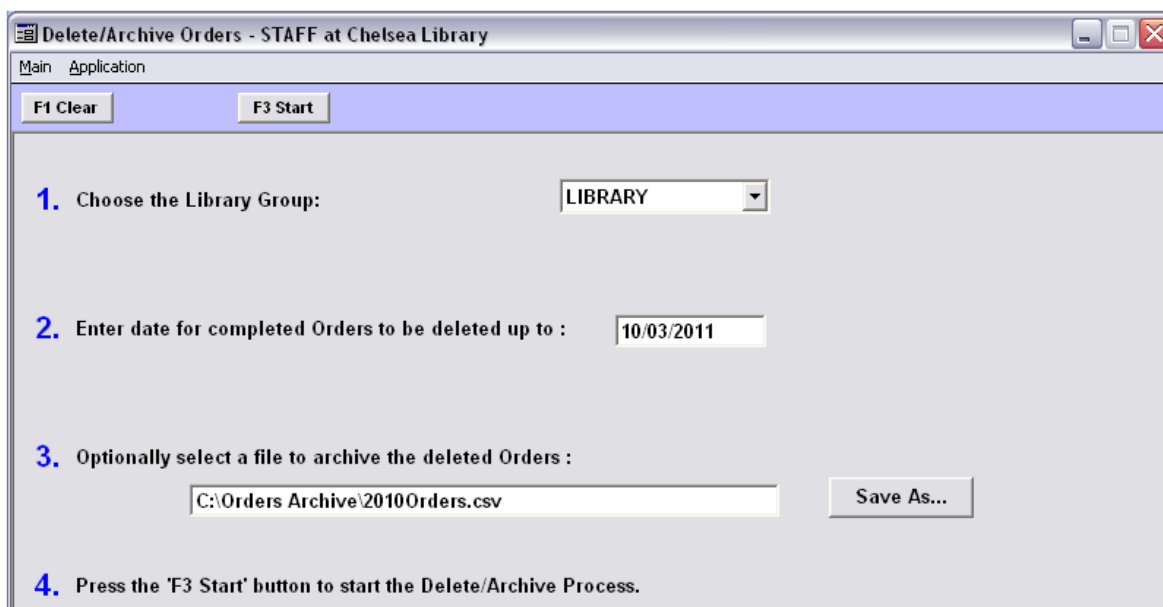 Delete/Archive Orders - STAFF at Chelsea Library
Main Application
F1 Clear F3 Start
1. Choose the Library Group: LIBRARY
2. Enter date for completed Orders to be deleted up to : 10/03/2011
3. Optionally select a file to archive the deleted Orders :
C:\Orders Archive\2010Orders.csv Save As...
4. Press the 'F3 Start' button to start the Delete/Archive Process.